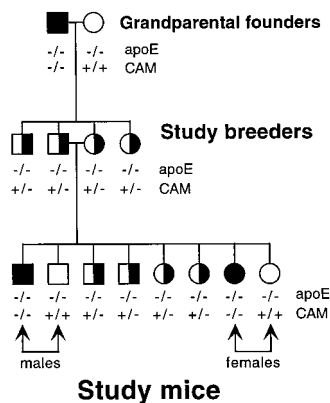 Grandparental founders
-/- -/- apoE
-/- +/+ CAM
Study breeders
-/- -/- -/- -/- apoE
+/- +/- +/- +/- CAM
-/- -/- -/- -/- -/- -/- -/- -/- apoE
-/- +/+ +/- +/- +/- +/- -/- +/+ CAM
males females
Study mice